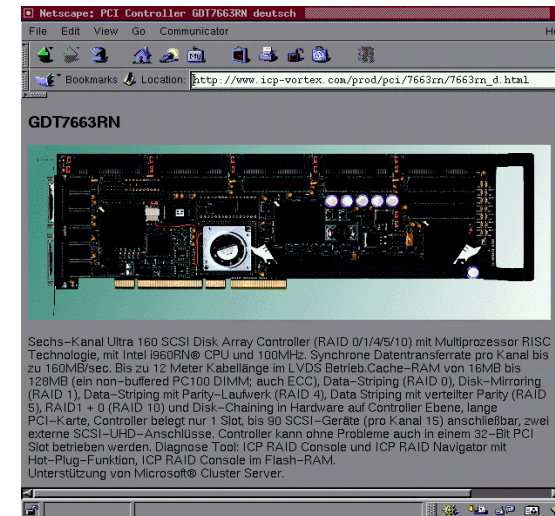 Netscape: PCI Controller GDT7663RN deutsch
File Edit View Go Communicator
Bookmarks Location: http://www.icp-vortex.com/prod/pci/7663rn/7663rn_d.html
GDT7663RN
Sechs-Kanal Ultra 160 SCSI Disk Array Controller (RAID 0/1/4/5/10) mit Multiprozessor RISC
Technologie, mit Intel i960RN® CPU und 100MHz. Synchrone Datentransferrate pro Kanal bis
zu 160MB/sec. Bis zu 12 Meter Kabellänge im LVDS Betrieb.Cache-RAM von 16MB bis
128MB (ein non-buffered PC100 DIMM; auch ECC), Data-Striping (RAID 0), Disk-Mirroring
(RAID 1), Data-Striping mit Parity-Laufwerk (RAID 4), Data Striping mit verteilter Parity (RAID
5), RAID1 + 0 (RAID 10) und Disk-Chaining in Hardware auf Controller Ebene, lange
PCI-Karte, Controller belegt nur 1 Slot, bis 90 SCSI-Geräte (pro Kanal 15) anschließbar, zwei
externe SCSI-UHD-Anschlüsse. Controller kann ohne Probleme auch in einem 32-Bit PCI
Slot betrieben werden. Diagnose Tool: ICP RAID Console und ICP RAID Navigator mit
Hot-Plug-Funktion, ICP RAID Console im Flash-RAM.
Unterstützung von Microsoft® Cluster Server.